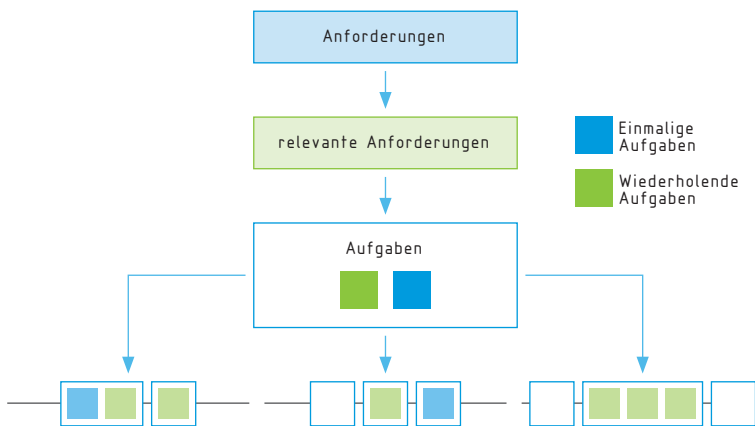 Anforderungen
relevante Anforderungen
Einmalige
Aufgaben
Wiederholende
Aufgaben
Aufgaben